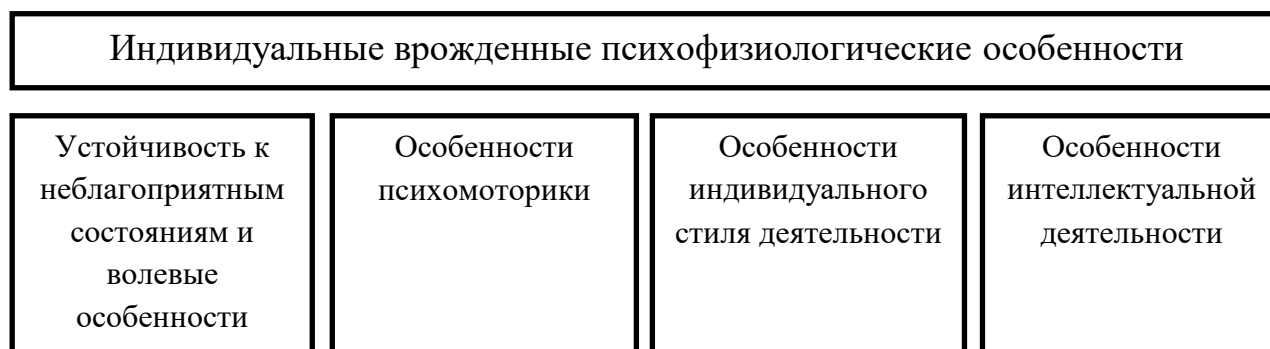 Индивидуальные врожденные психофизиологические особенности
Устойчивость к
неблагоприятным
состояниям и
волевые
особенности
Особенности
психомоторики
Особенности
индивидуального
стиля деятельности
Особенности
интеллектуальной
деятельности